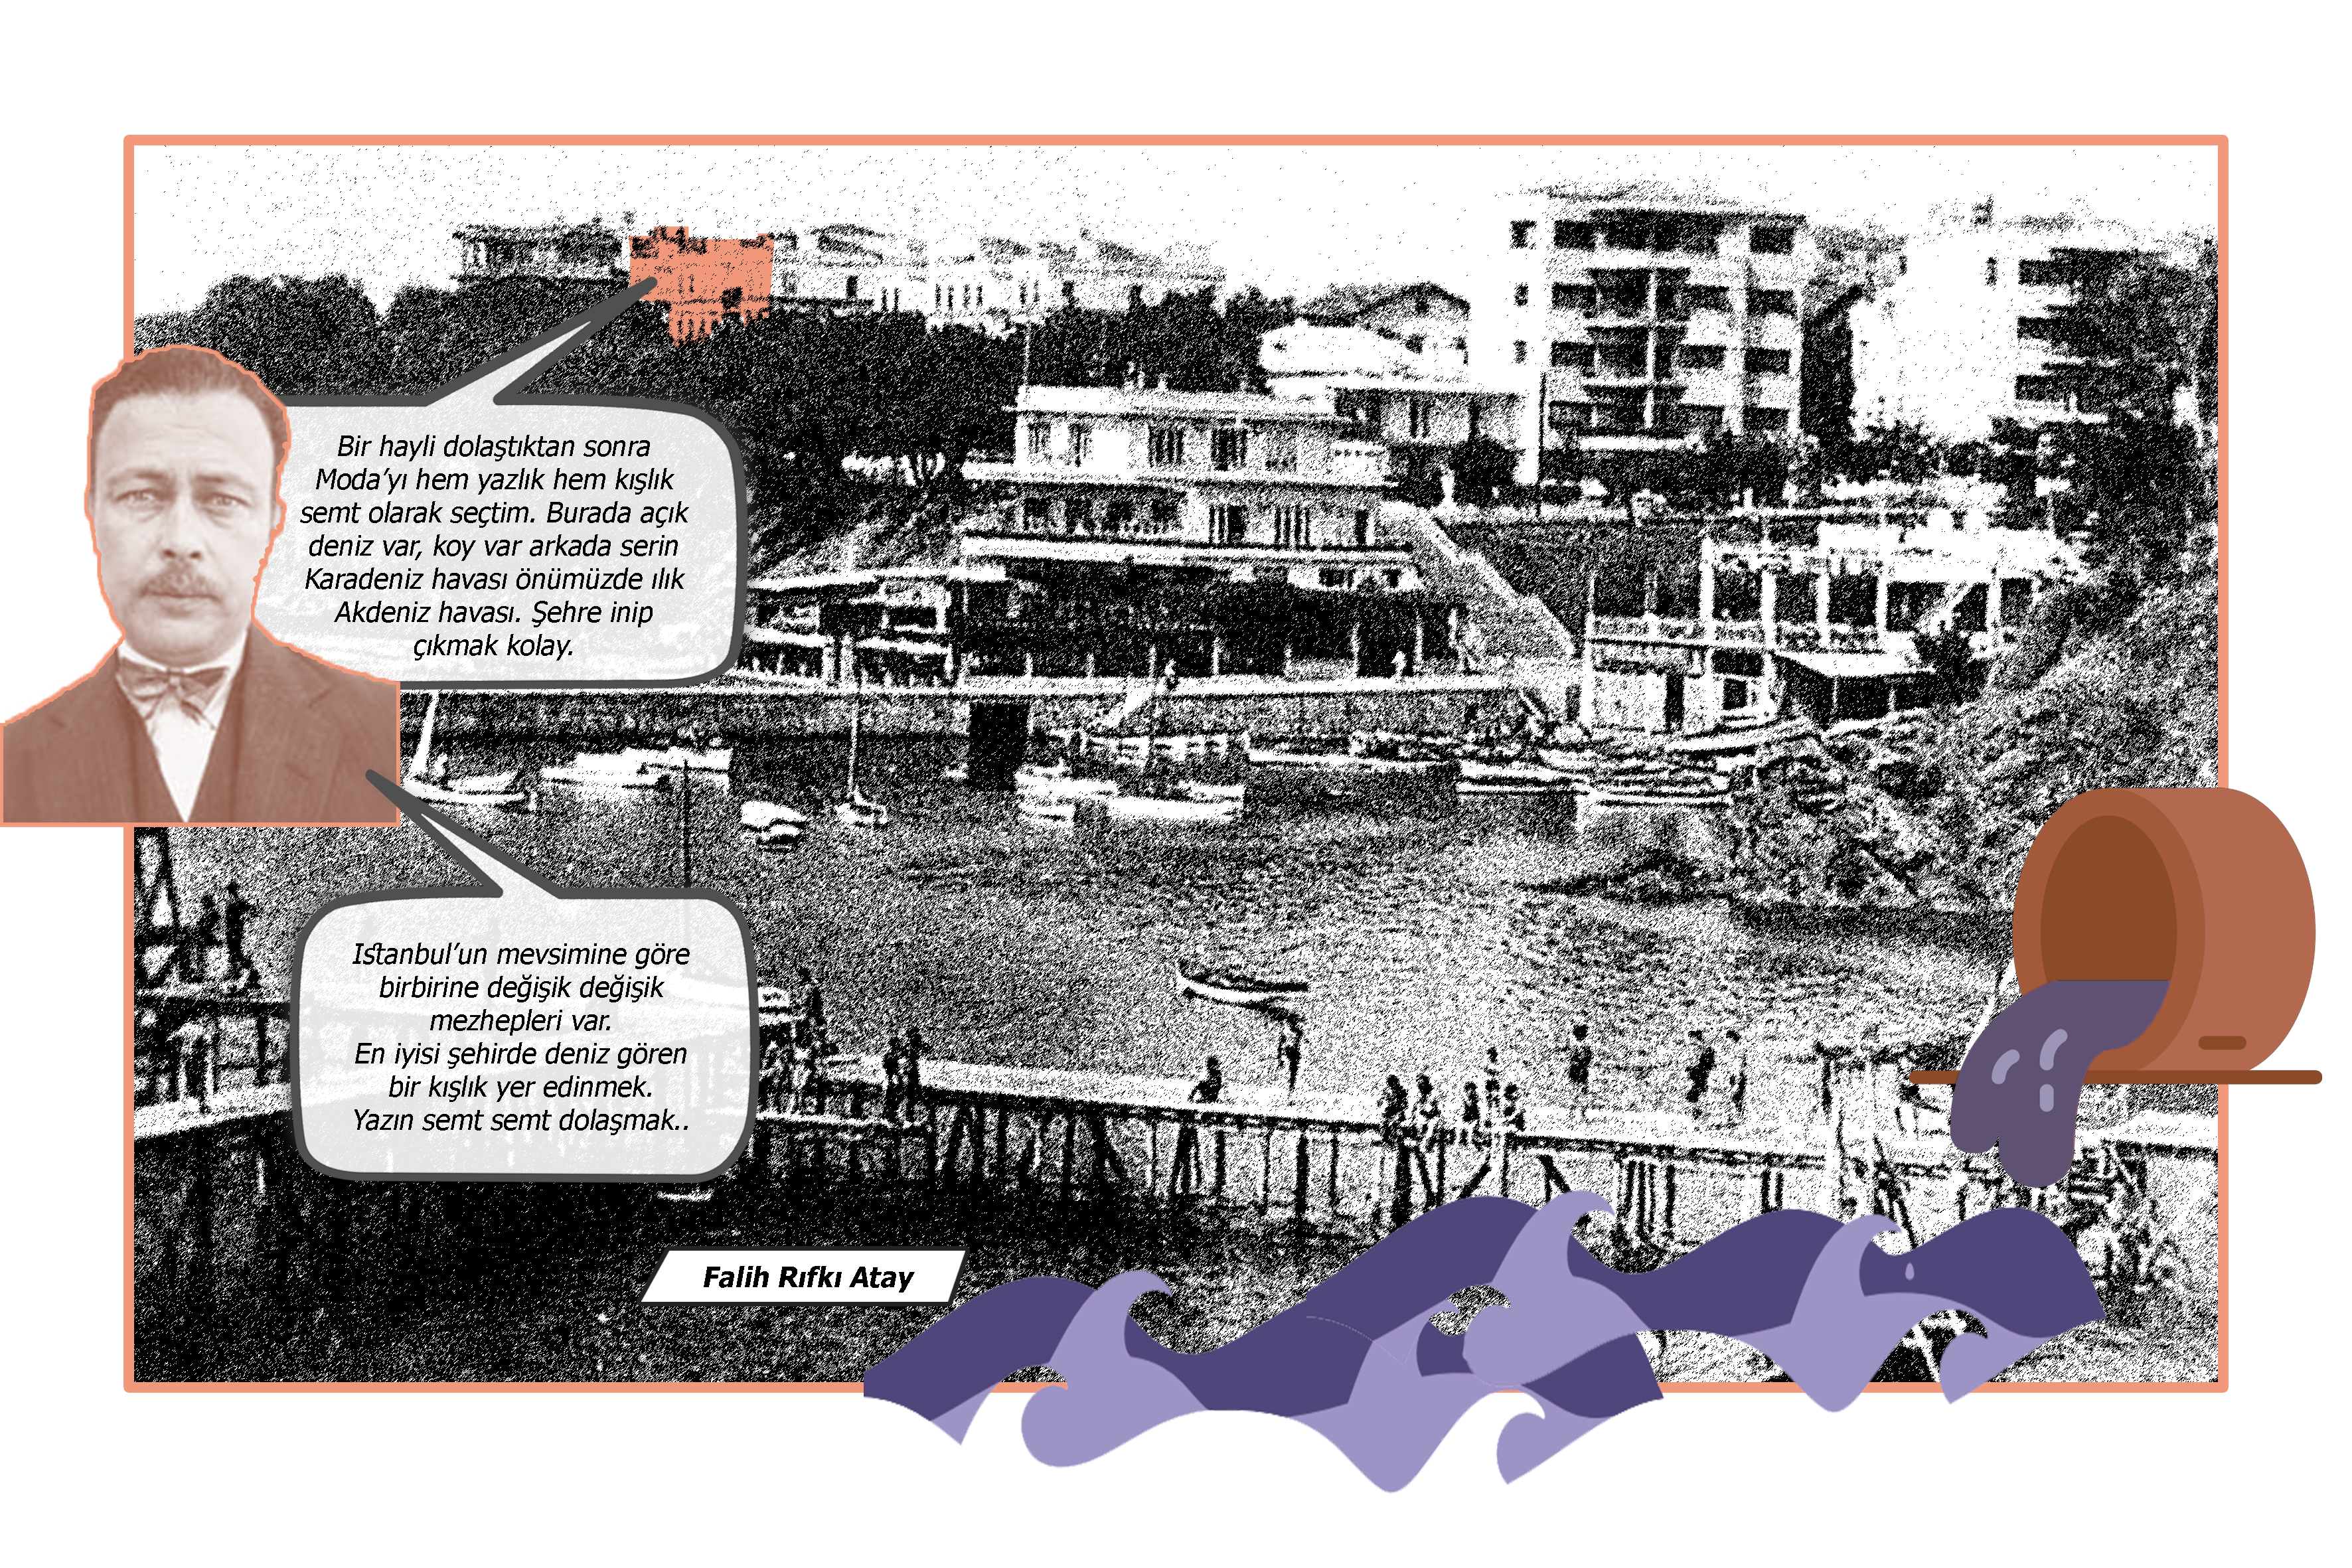 Bir hayli dolaştıktan sonra
Moda’yı hem yazlık hem kışlık
semt olarak seçtim. Burada açık
deniz var, koy var arkada serin
Karadeniz havası önümüzde ılık
Akdeniz havası. Şehre inip
çıkmak kolay.
Istanbul’un mevsimine göre
birbirine değişik değişik
mezhepleri var.
En iyisi şehirde deniz gören
bir kışlık yer edinmek.
Yazın semt semt dolaşmak..
Falih Rıfkı Atay